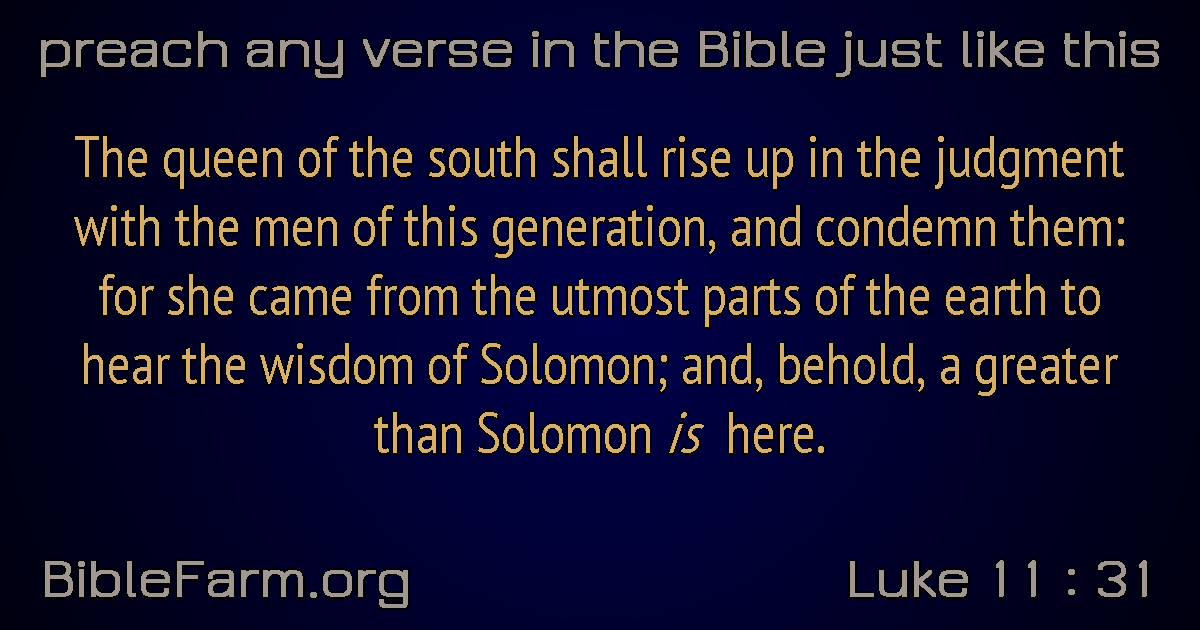 preach any verse in the Bible just like this
The queen of the south shall rise up in the judgment
with the men of this generation, and condemn them:
for she came from the utmost parts of the earth to
hear the wisdom of Solomon; and, behold, a greater
than Solomon is here.
BibleFarm.org
Luke 11 : 31